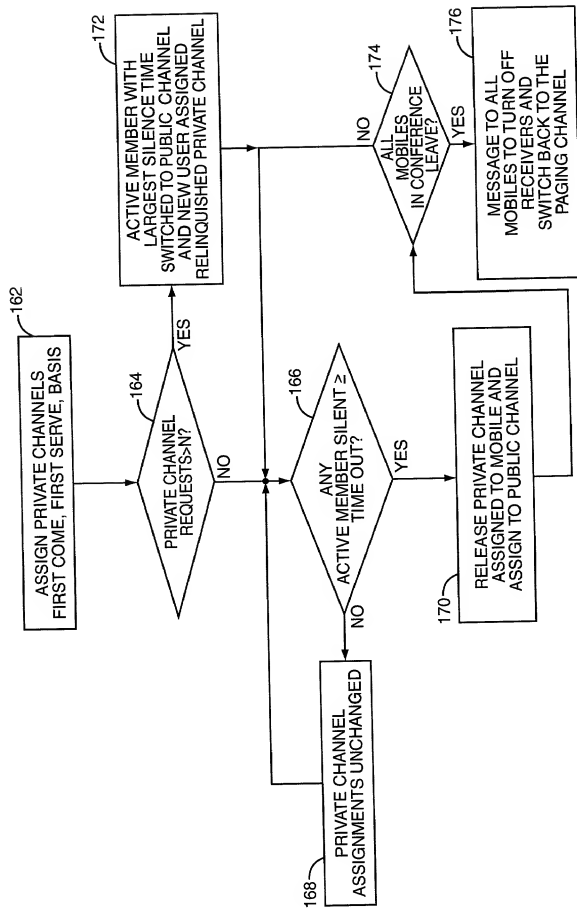 162
ASSIGN PRIVATE CHANNELS
FIRST COME, FIRST SERVE, BASIS
164
PRIVATE CHANNEL
REQUESTS>N?
YES
NO
172
ACTIVE MEMBER WITH
LARGEST SILENCE TIME
SWITCHED TO PUBLIC CHANNEL
AND NEW USER ASSIGNED
RELINQUISHED PRIVATE CHANNEL
166
ANY
ACTIVE MEMBER SILENT ≥
TIME OUT?
NO
YES
168
PRIVATE CHANNEL
ASSIGNMENTS UNCHANGED
170
RELEASE PRIVATE CHANNEL
ASSIGNED TO MOBILE AND
ASSIGN TO PUBLIC CHANNEL
174
ALL
MOBILES
IN CONFERENCE
LEAVE?
NO
YES
176
MESSAGE TO ALL
MOBILES TO TURN OFF
RECEIVERS AND
SWITCH BACK TO THE
PAGING CHANNEL